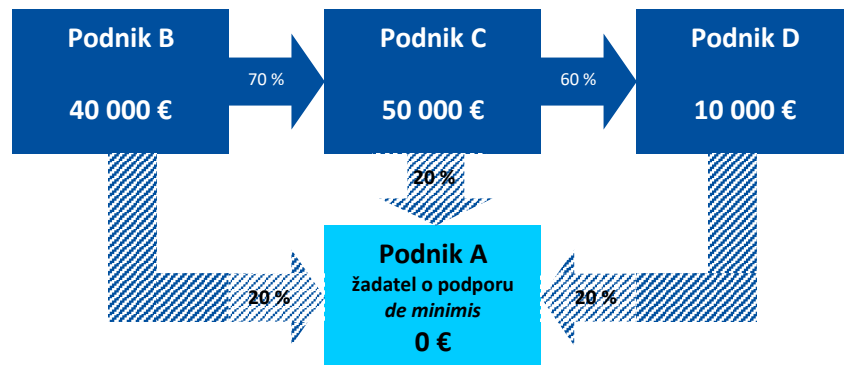 Podnik B
40 000 €
70 %
Podnik C
50 000 €
60 %
Podnik D
10 000 €
20 %
20 %
Podnik A
žadatel o podporu
de minimis
0 €
20 %